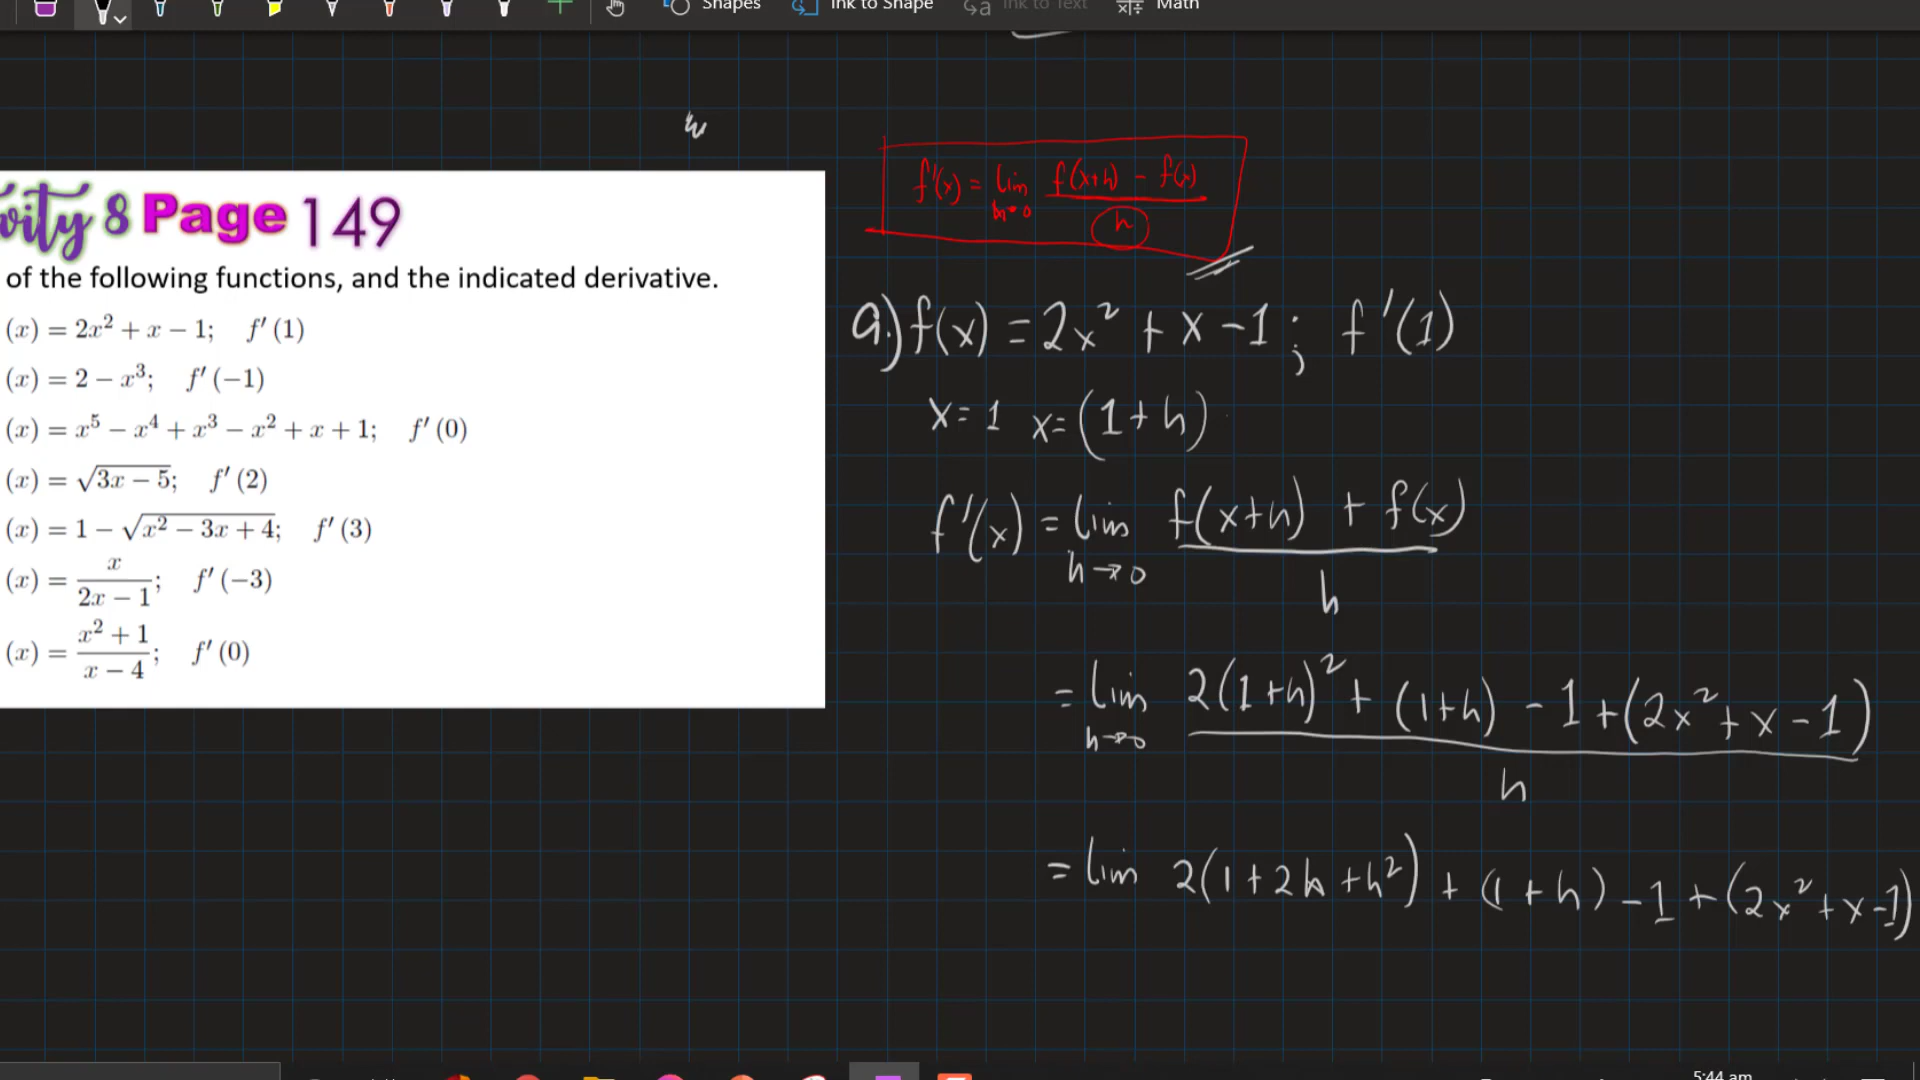 Shapes Ink to Shape Ink to Text Math
vity 8 Page 149
of the following functions, and the indicated derivative.
(x) = 2x² + x − 1; f′ (1)
(x) = 2 − x³; f′ (−1)
(x) = x⁵ − x⁴ + x³ − x² + x + 1; f′ (0)
(x) = √(3x − 5); f′ (2)
(x) = 1 − √(x² − 3x + 4); f′ (3)
(x) = x/(2x − 1); f′ (−3)
(x) = (x² + 1)/(x − 4); f′ (0)
f'(x) = lim h→0 (f(x+h) - f(x))/h
a.) f(x) = 2x² + x - 1 ; f'(1)
x = 1 x = (1+h)
f'(x) = lim h→0 (f(x+h) + f(x))/h
= lim h→0 (2(1+h)² + (1+h) - 1 + (2x² + x - 1))/h
= lim 2(1 + 2h + h²) + (1 + h) - 1 + (2x² + x - 1)
5:44 am